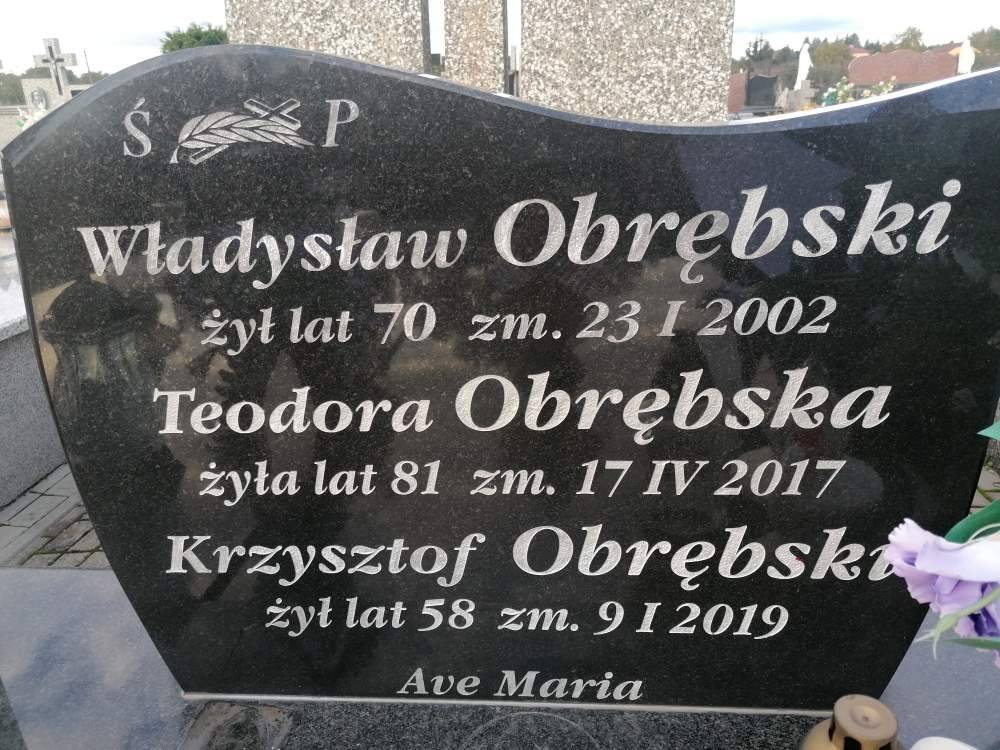 Ś P
Władysław Obrębski
żył lat 70 zm. 23 I 2002
Teodora Obrębska
żyła lat 81 zm. 17 IV 2017
Krzysztof Obrębski
żył lat 58 zm. 9 I 2019
Ave Maria